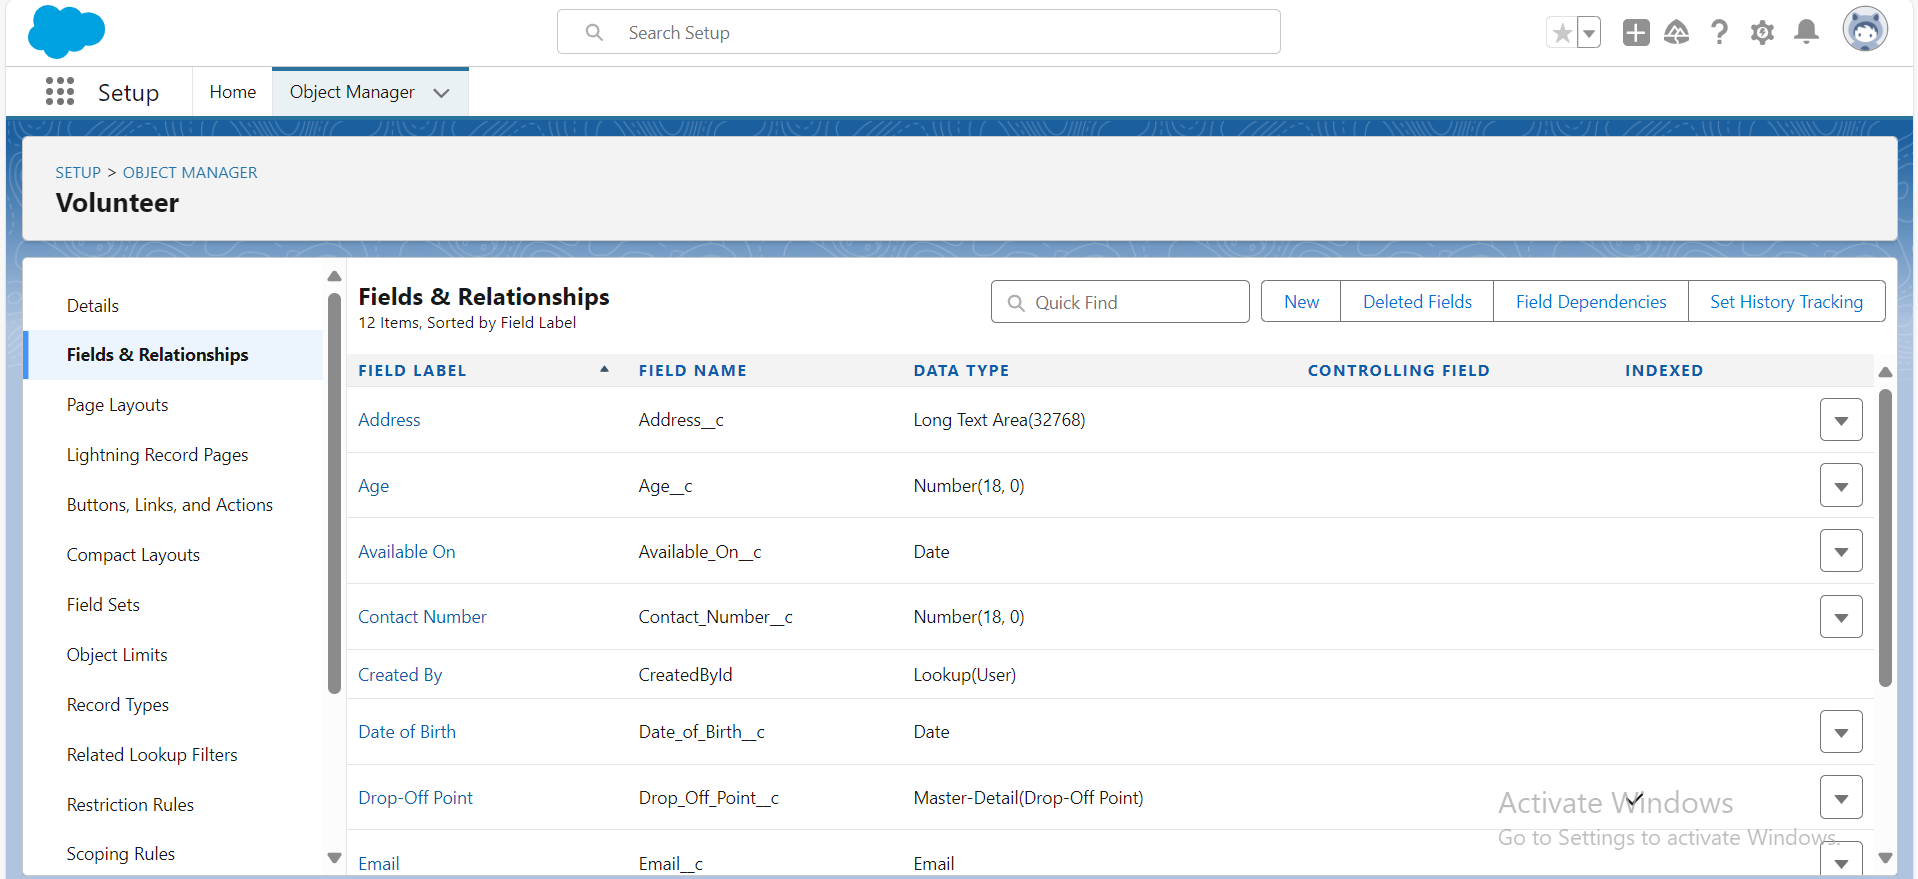 Search Setup
Setup
Home
Object Manager
SETUP > OBJECT MANAGER
Volunteer
Details
Fields & Relationships
Page Layouts
Lightning Record Pages
Buttons, Links, and Actions
Compact Layouts
Field Sets
Object Limits
Record Types
Related Lookup Filters
Restriction Rules
Scoping Rules
Fields & Relationships
12 Items, Sorted by Field Label
Quick Find
New
Deleted Fields
Field Dependencies
Set History Tracking
FIELD LABEL FIELD NAME DATA TYPE CONTROLLING FIELD INDEXED
Address Address__c Long Text Area(32768)
Age Age__c Number(18, 0)
Available On Available_On__c Date
Contact Number Contact_Number__c Number(18, 0)
Created By CreatedById Lookup(User)
Date of Birth Date_of_Birth__c Date
Drop-Off Point Drop_Off_Point__c Master-Detail(Drop-Off Point)
Email Email__c Email
Activate Windows
Go to Settings to activate Windows.